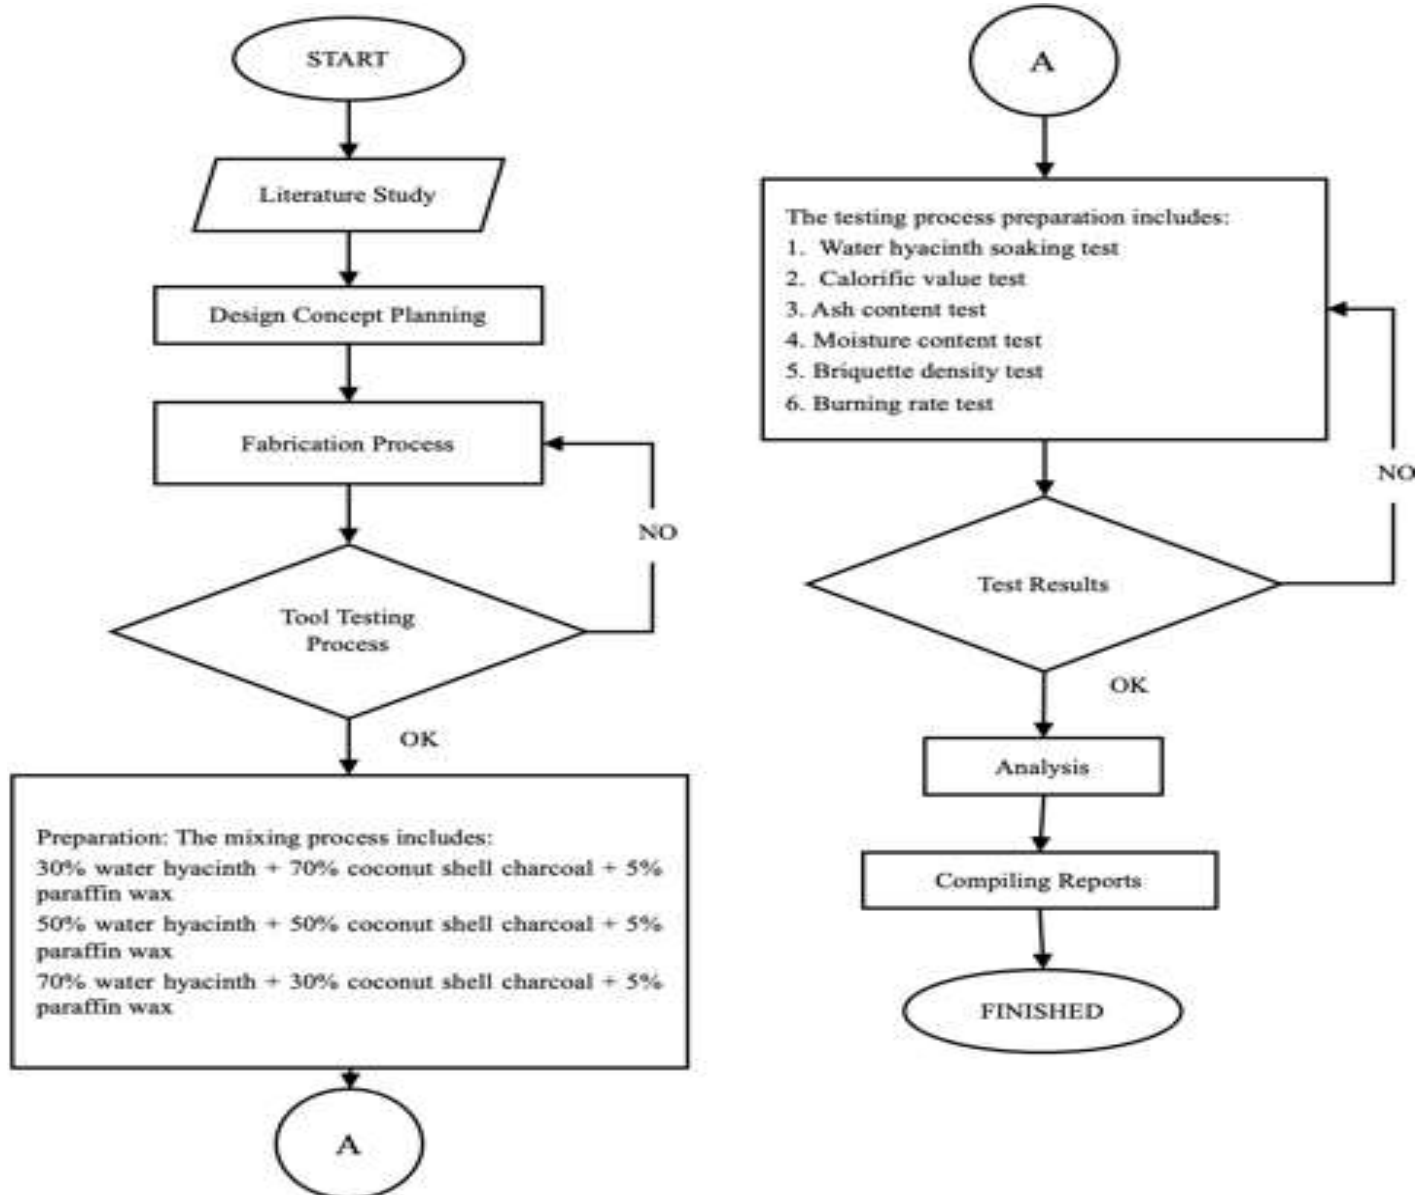 START
Literature Study
Design Concept Planning
Fabrication Process
NO
Tool Testing
Process
OK
Preparation: The mixing process includes:
30% water hyacinth + 70% coconut shell charcoal + 5%
paraffin wax
50% water hyacinth + 50% coconut shell charcoal + 5%
paraffin wax
70% water hyacinth + 30% coconut shell charcoal + 5%
paraffin wax
A
A
The testing process preparation includes:
1. Water hyacinth soaking test
2. Calorific value test
3. Ash content test
4. Moisture content test
5. Briquette density test
6. Burning rate test
NO
Test Results
OK
Analysis
Compiling Reports
FINISHED